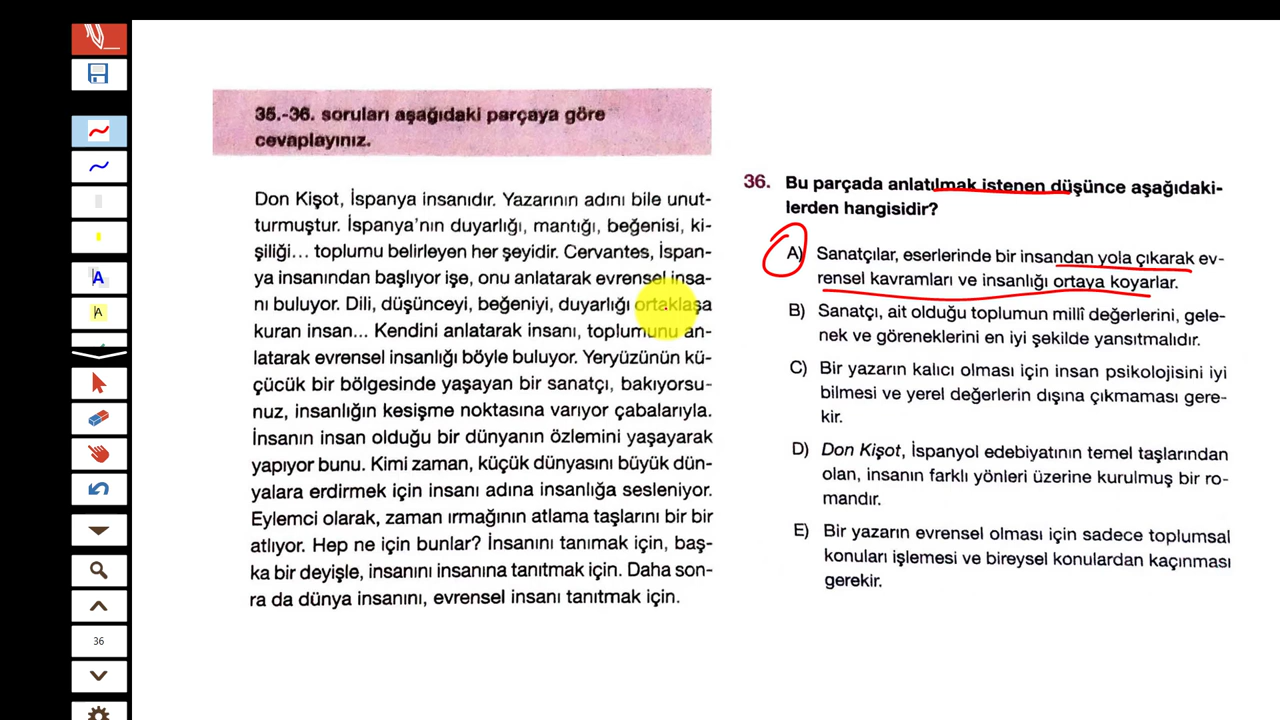 35.-36. soruları aşağıdaki parçaya göre
cevaplayınız.
Don Kişot, İspanya insanıdır. Yazarının adını bile unut-
turmuştur. İspanya’nın duyarlığı, mantığı, beğenisi, ki-
şiliği... toplumu belirleyen her şeyidir. Cervantes, İspan-
ya insanından başlıyor işe, onu anlatarak evrensel insa-
nı buluyor. Dili, düşünceyi, beğeniyi, duyarlığı ortaklaşa
kuran insan... Kendini anlatarak insanı, toplumunu an-
latarak evrensel insanlığı böyle buluyor. Yeryüzünün kü-
çücük bir bölgesinde yaşayan bir sanatçı, bakıyorsu-
nuz, insanlığın kesişme noktasına varıyor çabalarıyla.
İnsanın insan olduğu bir dünyanın özlemini yaşayarak
yapıyor bunu. Kimi zaman, küçük dünyasını büyük dün-
yalara erdirmek için insanı adına insanlığa sesleniyor.
Eylemci olarak, zaman ırmağının atlama taşlarını bir bir
atlıyor. Hep ne için bunlar? İnsanını tanımak için, baş-
ka bir deyişle, insanını insanına tanıtmak için. Daha son-
ra da dünya insanını, evrensel insanı tanıtmak için.
36. Bu parçada anlatılmak istenen düşünce aşağıdaki-
lerden hangisidir?
A) Sanatçılar, eserlerinde bir insandan yola çıkarak ev-
rensel kavramları ve insanlığı ortaya koyarlar.
B) Sanatçı, ait olduğu toplumun millî değerlerini, gele-
nek ve göreneklerini en iyi şekilde yansıtmalıdır.
C) Bir yazarın kalıcı olması için insan psikolojisini iyi
bilmesi ve yerel değerlerin dışına çıkmaması gere-
kir.
D) Don Kişot, İspanyol edebiyatının temel taşlarından
olan, insanın farklı yönleri üzerine kurulmuş bir ro-
mandır.
E) Bir yazarın evrensel olması için sadece toplumsal
konuları işlemesi ve bireysel konulardan kaçınması
gerekir.
A
A
36